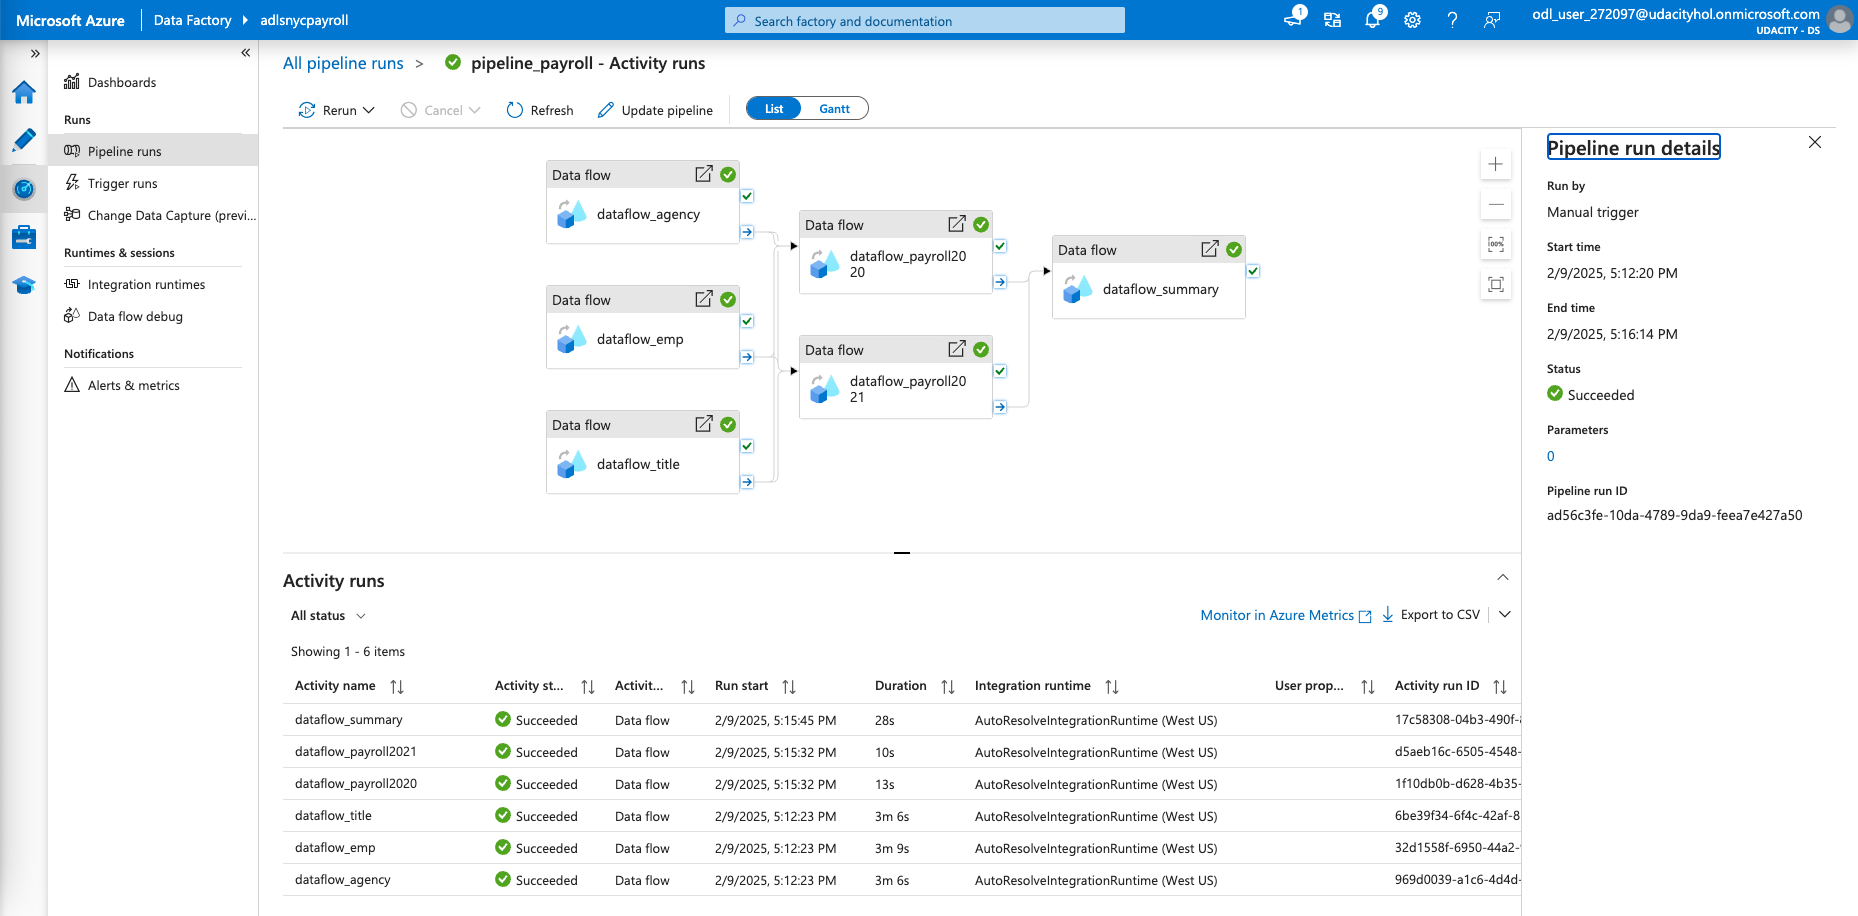 Microsoft Azure
Data Factory
adlsnycpayroll
Search factory and documentation
1
9
odl_user_272097@udacityhol.onmicrosoft.com
UDACITY - DS
Dashboards
Runs
Pipeline runs
Trigger runs
Change Data Capture (previ...
Runtimes & sessions
Integration runtimes
Data flow debug
Notifications
Alerts & metrics
All pipeline runs > pipeline_payroll - Activity runs
Rerun
Cancel
Refresh
Update pipeline
List
Gantt
Data flow
dataflow_agency
Data flow
dataflow_emp
Data flow
dataflow_title
Data flow
dataflow_payroll20
20
Data flow
dataflow_payroll20
21
Data flow
dataflow_summary
100%
Pipeline run details
Run by
Manual trigger
Start time
2/9/2025, 5:12:20 PM
End time
2/9/2025, 5:16:14 PM
Status
Succeeded
Parameters
0
Pipeline run ID
ad56c3fe-10da-4789-9da9-feea7e427a50
Activity runs
All status
Monitor in Azure Metrics
Export to CSV
Showing 1 - 6 items
Activity name Activity st... Activit... Run start Duration Integration runtime User prop... Activity run ID
dataflow_summary Succeeded Data flow 2/9/2025, 5:15:45 PM 28s AutoResolveIntegrationRuntime (West US) 17c58308-04b3-490f-
dataflow_payroll2021 Succeeded Data flow 2/9/2025, 5:15:32 PM 10s AutoResolveIntegrationRuntime (West US) d5aeb16c-6505-4548-
dataflow_payroll2020 Succeeded Data flow 2/9/2025, 5:15:32 PM 13s AutoResolveIntegrationRuntime (West US) 1f10db0b-d628-4b35-
dataflow_title Succeeded Data flow 2/9/2025, 5:12:23 PM 3m 6s AutoResolveIntegrationRuntime (West US) 6be39f34-6f4c-42af-8
dataflow_emp Succeeded Data flow 2/9/2025, 5:12:23 PM 3m 9s AutoResolveIntegrationRuntime (West US) 32d1558f-6950-44a2-
dataflow_agency Succeeded Data flow 2/9/2025, 5:12:23 PM 3m 6s AutoResolveIntegrationRuntime (West US) 969d0039-a1c6-4d4d-